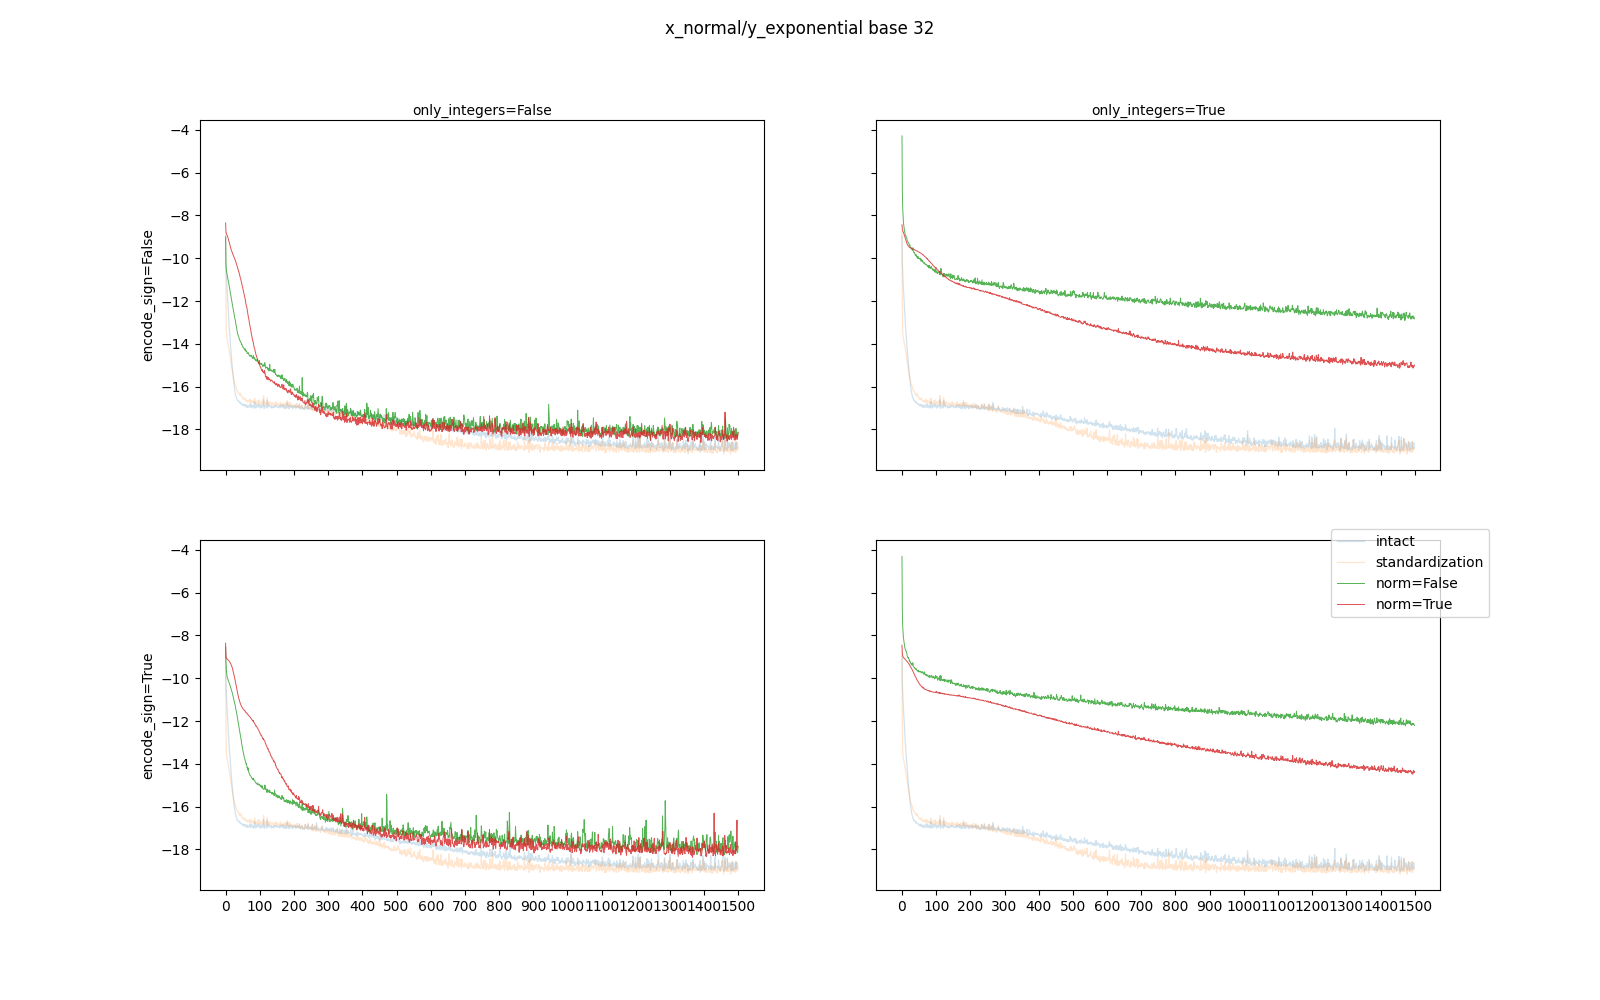 x_normal/y_exponential base 32
only_integers=False
only_integers=True
encode_sign=False
−4
−6
−8
−10
−12
−14
−16
−18
encode_sign=True
−4
−6
−8
−10
−12
−14
−16
−18
intact
standardization
norm=False
norm=True
0 100 200 300 400 500 600 700 800 900 1000 1100 1200 1300 1400 1500
0 100 200 300 400 500 600 700 800 900 1000 1100 1200 1300 1400 1500